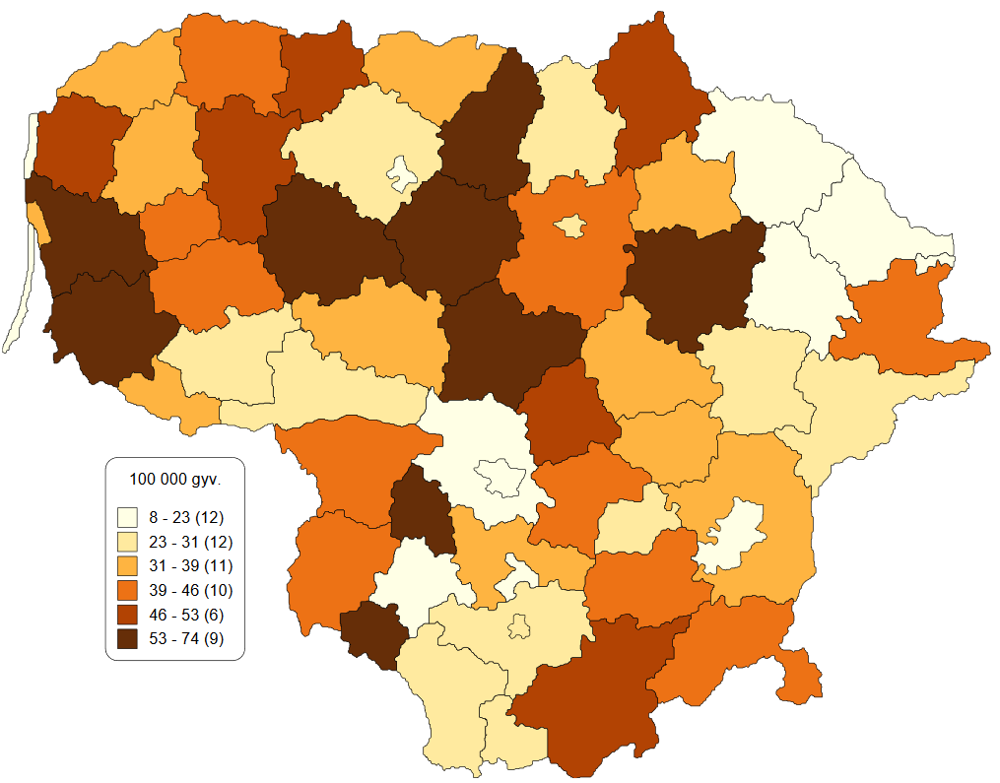 100 000 gyv.
8 - 23 (12)
23 - 31 (12)
31 - 39 (11)
39 - 46 (10)
46 - 53 (6)
53 - 74 (9)